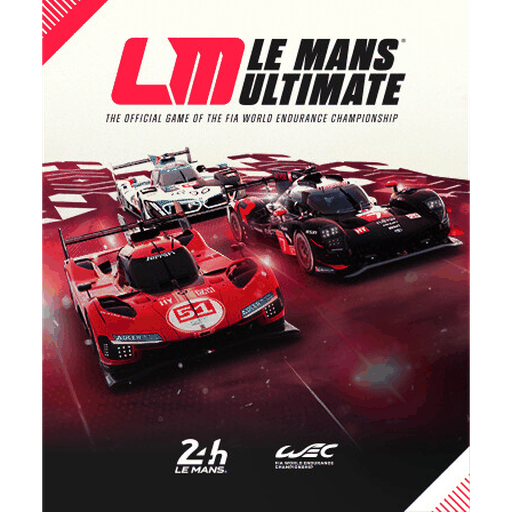 LM LE MANS
ULTIMATE
THE OFFICIAL GAME OF THE FIA WORLD ENDURANCE CHAMPIONSHIP
Ferrari
51
24h
LE MANS
WEC
FIA WORLD ENDURANCE
CHAMPIONSHIP